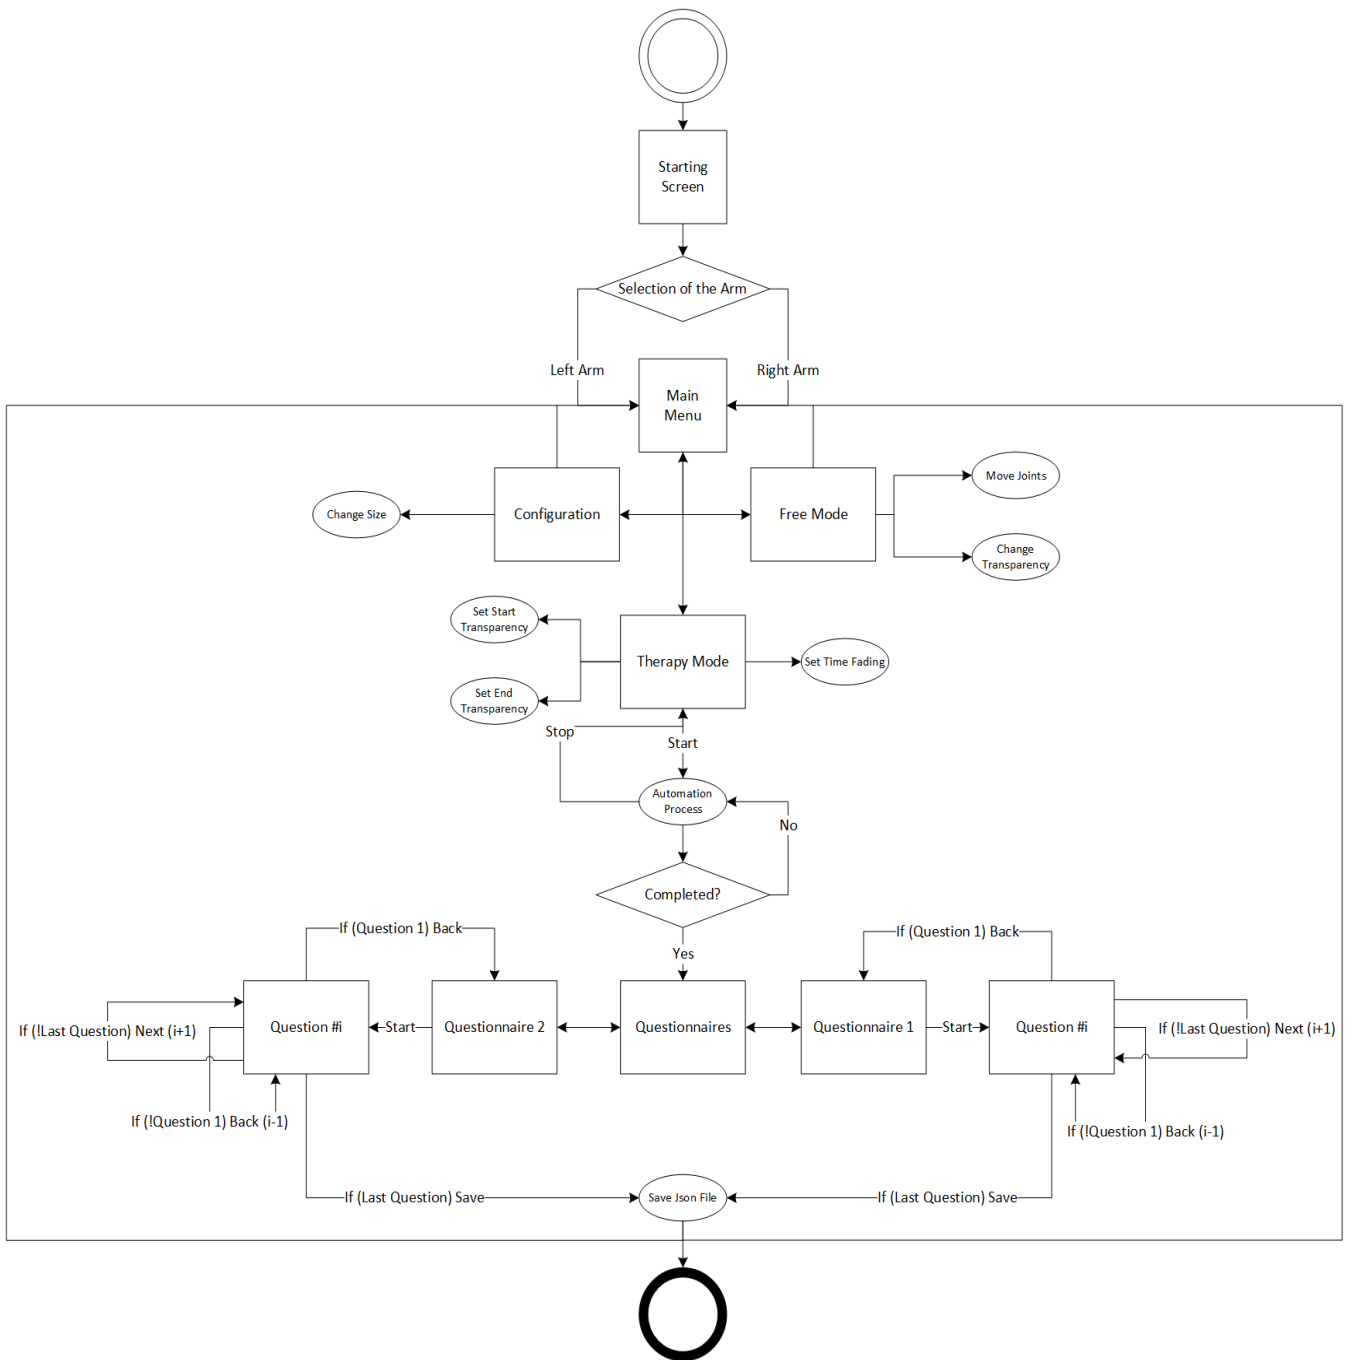 Starting
Screen
Selection of the Arm
Left Arm
Right Arm
Main
Menu
Move Joints
Change Size
Configuration
Free Mode
Change
Transparency
Set Start
Transparency
Therapy Mode
Set Time Fading
Set End
Transparency
Stop
Start
Automation
Process
No
Completed?
If (Question 1) Back
If (Question 1) Back
Yes
If (!Last Question) Next (i+1)
Question #i
Start
Questionnaire 2
Questionnaires
Questionnaire 1
Start
Question #i
If (!Last Question) Next (i+1)
If (!Question 1) Back (i-1)
If (!Question 1) Back (i-1)
If (Last Question) Save
Save Json File
If (Last Question) Save